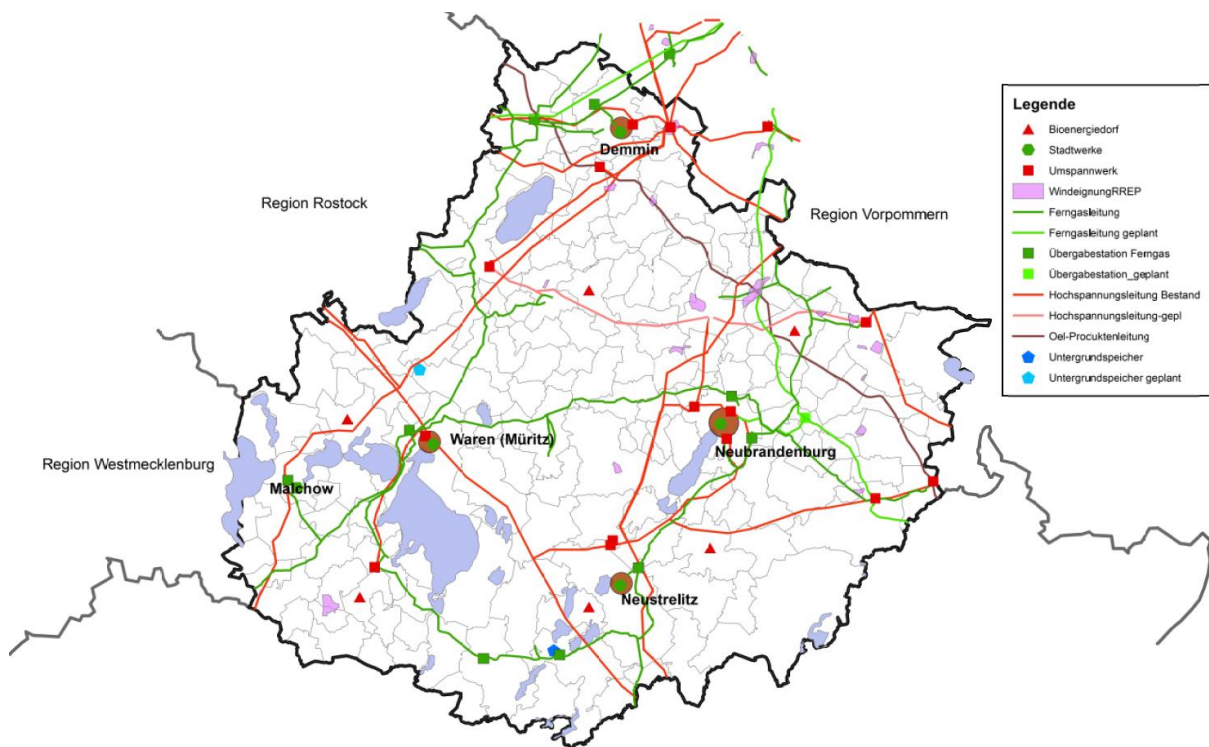 Demmin
Region Rostock
Region Vorpommern
Waren (Müritz)
Neubrandenburg
Region Westmecklenburg
Malchow
Neustrelitz
Legende
Bioenergiedorf
Stadtwerke
Umspannwerk
WindeignungRREP
Ferngasleitung
Ferngasleitung geplant
Übergabestation Ferngas
Übergabestation_geplant
Hochspannungsleitung Bestand
Hochspannungsleitung-gepl
Oel-Procuktenleitung
Untergrundspeicher
Untergrundspeicher geplant